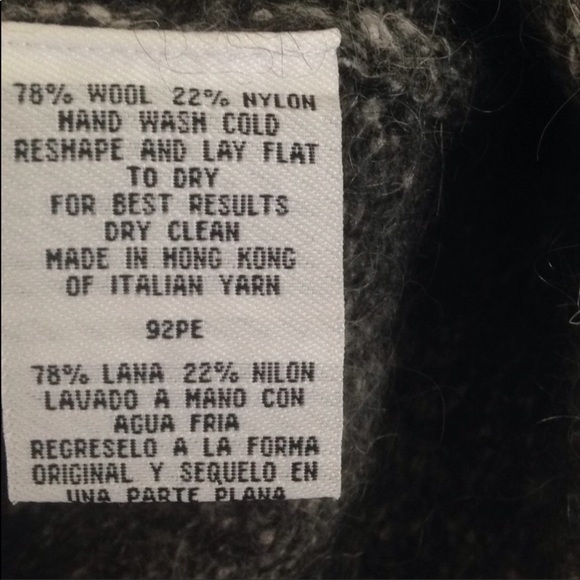 78% WOOL 22% NYLON
HAND WASH COLD
RESHAPE AND LAY FLAT
TO DRY
FOR BEST RESULTS
DRY CLEAN
MADE IN HONG KONG
OF ITALIAN YARN
92PE
78% LANA 22% NILON
LAVADO A MANO CON
AGUA FRIA
REGRESELO A LA FORMA
ORIGINAL Y SEQUELO EN
UNA PARTE PLANA